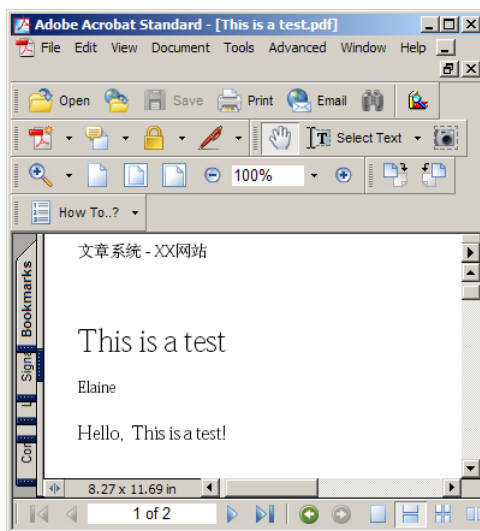 Adobe Acrobat Standard - [This is a test.pdf]
File Edit View Document Tools Advanced Window Help
Open Save Print Email
Select Text
100%
How To..?
Bookmarks
Signa
文章系统 - XX网站
This is a test
Elaine
Hello, This is a test!
Co
8.27 x 11.69 in
1 of 2